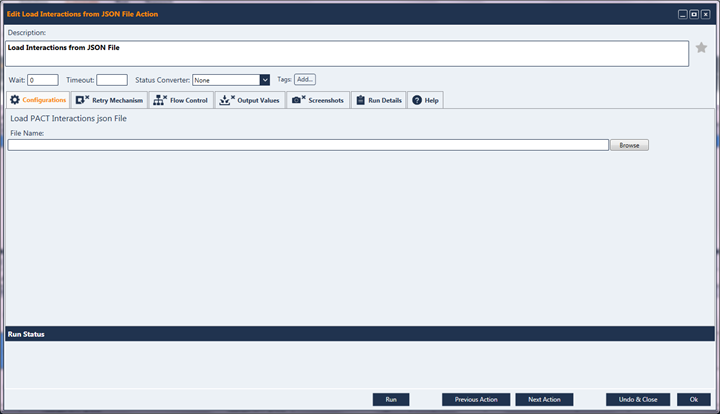 Edit Load Interactions from JSON File Action
Description:
Load Interactions from JSON File
Wait: 0 Timeout: Status Converter: None Tags: Add...
Configurations Retry Mechanism Flow Control Output Values Screenshots Run Details Help
Load PACT Interactions json File
File Name:
Browse
Run Status
Run Previous Action Next Action Undo & Close Ok